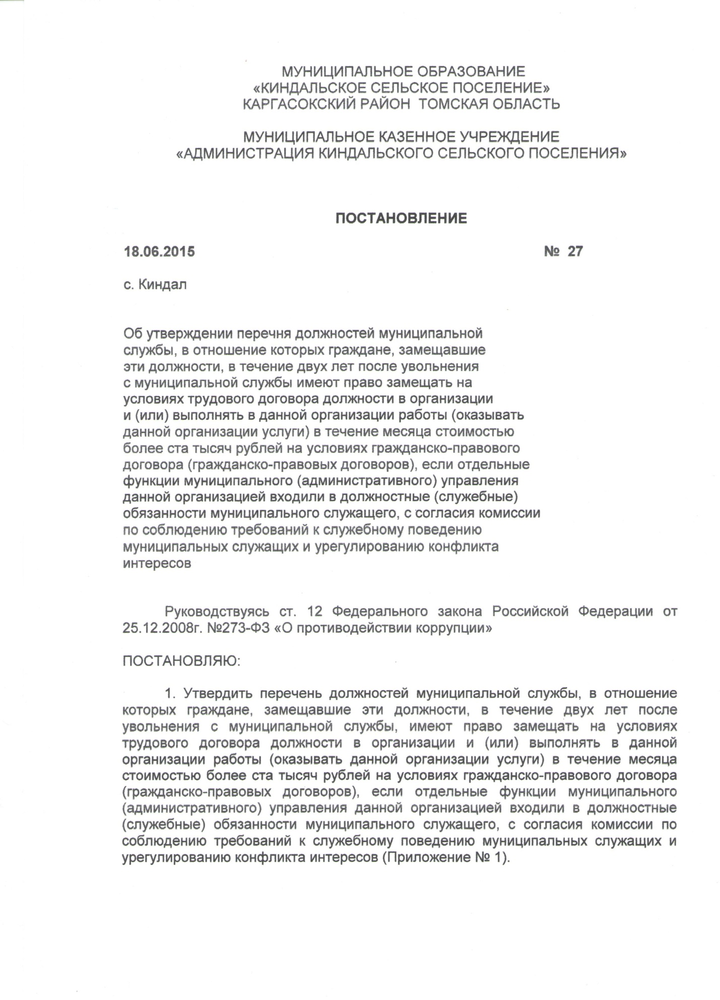 МУНИЦИПАЛЬНОЕ ОБРАЗОВАНИЕ
«КИНДАЛЬСКОЕ СЕЛЬСКОЕ ПОСЕЛЕНИЕ»
КАРГАСОКСКИЙ РАЙОН ТОМСКАЯ ОБЛАСТЬ
МУНИЦИПАЛЬНОЕ КАЗЕННОЕ УЧРЕЖДЕНИЕ
«АДМИНИСТРАЦИЯ КИНДАЛЬСКОГО СЕЛЬСКОГО ПОСЕЛЕНИЯ»
ПОСТАНОВЛЕНИЕ
18.06.2015 № 27
с. Киндал
Об утверждении перечня должностей муниципальной
службы, в отношение которых граждане, замещавшие
эти должности, в течение двух лет после увольнения
с муниципальной службы имеют право замещать на
условиях трудового договора должности в организации
и (или) выполнять в данной организации работы (оказывать
данной организации услуги) в течение месяца стоимостью
более ста тысяч рублей на условиях гражданско-правового
договора (гражданско-правовых договоров), если отдельные
функции муниципального (административного) управления
данной организацией входили в должностные (служебные)
обязанности муниципального служащего, с согласия комиссии
по соблюдению требований к служебному поведению
муниципальных служащих и урегулированию конфликта
интересов
Руководствуясь ст. 12 Федерального закона Российской Федерации от
25.12.2008г. №273-ФЗ «О противодействии коррупции»
ПОСТАНОВЛЯЮ:
1. Утвердить перечень должностей муниципальной службы, в отношение
которых граждане, замещавшие эти должности, в течение двух лет после
увольнения с муниципальной службы, имеют право замещать на условиях
трудового договора должности в организации и (или) выполнять в данной
организации работы (оказывать данной организации услуги) в течение месяца
стоимостью более ста тысяч рублей на условиях гражданско-правового договора
(гражданско-правовых договоров), если отдельные функции муниципального
(административного) управления данной организацией входили в должностные
(служебные) обязанности муниципального служащего, с согласия комиссии по
соблюдению требований к служебному поведению муниципальных служащих и
урегулированию конфликта интересов (Приложение № 1).